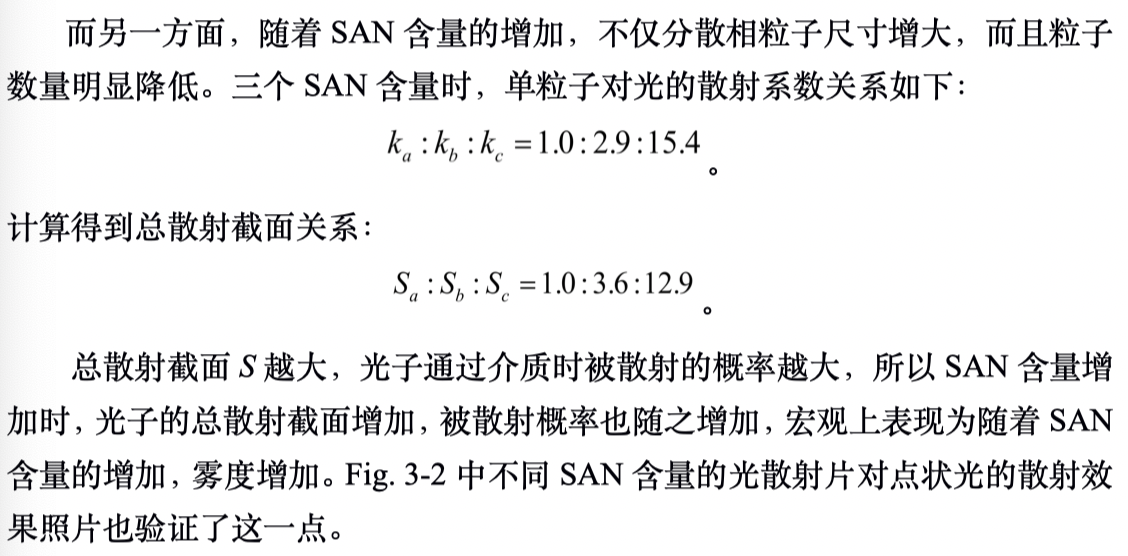 而另一方面，随着 SAN 含量的增加，不仅分散相粒子尺寸增大，而且粒子
数量明显降低。三个 SAN 含量时，单粒子对光的散射系数关系如下：
k_a : k_b : k_c = 1.0 : 2.9 : 15.4 。
计算得到总散射截面关系：
S_a : S_b : S_c = 1.0 : 3.6 : 12.9 。
总散射截面 S 越大，光子通过介质时被散射的概率越大，所以 SAN 含量增
加时，光子的总散射截面增加，被散射概率也随之增加，宏观上表现为随着 SAN
含量的增加，雾度增加。Fig. 3-2 中不同 SAN 含量的光散射片对点状光的散射效
果照片也验证了这一点。